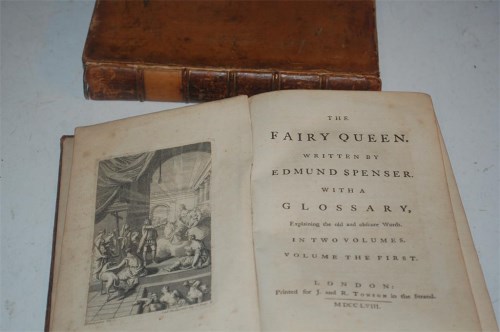 THE
FAIRY QUEEN.
WRITTEN BY
EDMUND SPENSER.
WITH A
GLOSSARY,
Explaining the old and obscure Words.
IN TWO VOLUMES.
VOLUME THE FIRST.
LONDON:
Printed for J. and R. TONSON in the Strand.
MDCCLVIII.